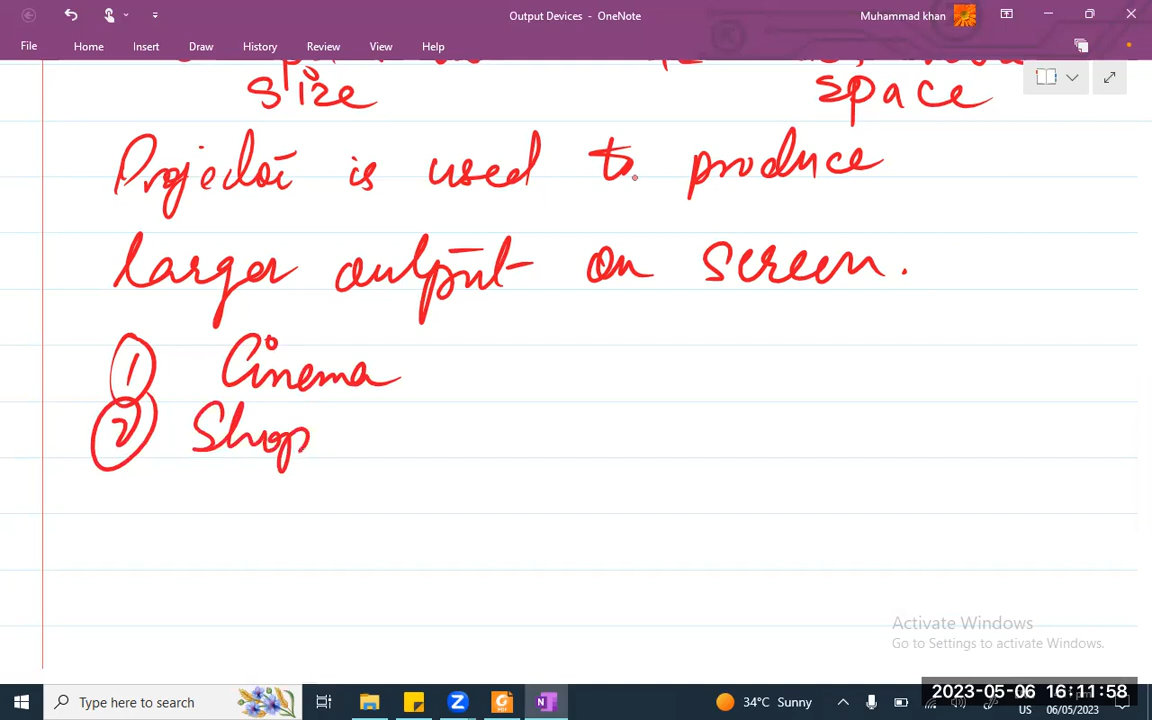 Output Devices - OneNote
Muhammad khan
File Home Insert Draw History Review View Help
size space
Projector is used to produce
larger output on screen.
1 Cinema
2 Shop
Activate Windows
Go to Settings to activate Windows.
Type here to search
34°C Sunny
2023-05-06 16:11:58
US 06/05/2023